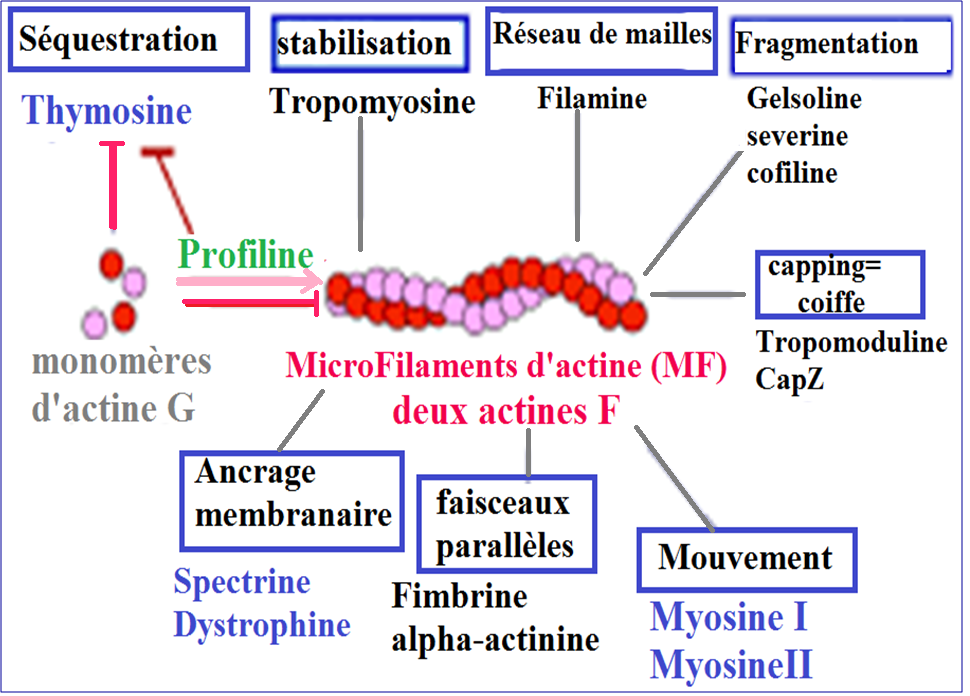 Séquestration
Thymosine
stabilisation
Tropomyosine
Réseau de mailles
Filamine
Fragmentation
Gelsoline
severine
cofiline
Profiline
monomères
d'actine G
capping=
coiffe
Tropomoduline
CapZ
MicroFilaments d'actine (MF)
deux actines F
Ancrage
membranaire
Spectrine
Dystrophine
faisceaux
parallèles
Fimbrine
alpha-actinine
Mouvement
Myosine I
MyosineII